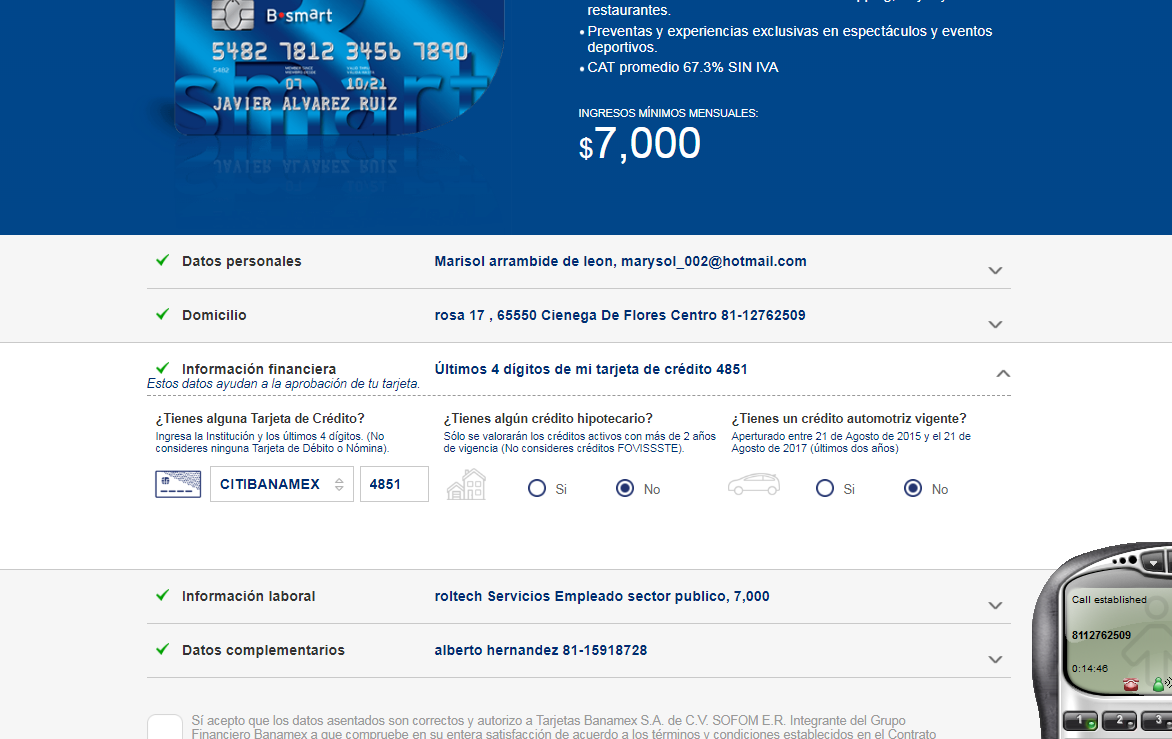 B•smart
5482 7812 3456 7890
5482
07 10/21
JAVIER ALVAREZ RUIZ
smart
restaurantes.
• Preventas y experiencias exclusivas en espectáculos y eventos
deportivos.
• CAT promedio 67.3% SIN IVA
INGRESOS MÍNIMOS MENSUALES:
$7,000
Datos personales Marisol arrambide de leon, marysol_002@hotmail.com
Domicilio rosa 17 , 65550 Cienega De Flores Centro 81-12762509
Información financiera Últimos 4 dígitos de mi tarjeta de crédito 4851
Estos datos ayudan a la aprobación de tu tarjeta.
¿Tienes alguna Tarjeta de Crédito?
Ingresa la Institución y los últimos 4 dígitos. (No
consideres ninguna Tarjeta de Débito o Nómina).
CITIBANAMEX 4851
¿Tienes algún crédito hipotecario?
Sólo se valorarán los créditos activos con más de 2 años
de vigencia (No consideres créditos FOVISSSTE).
Si No
¿Tienes un crédito automotriz vigente?
Aperturado entre 21 de Agosto de 2015 y el 21 de
Agosto de 2017 (últimos dos años)
Si No
Información laboral roltech Servicios Empleado sector publico, 7,000
Datos complementarios alberto hernandez 81-15918728
Sí acepto que los datos asentados son correctos y autorizo a Tarjetas Banamex S.A. de C.V. SOFOM E.R. Integrante del Grupo
Financiero Banamex a que compruebe en su entera satisfacción de acuerdo a los términos y condiciones establecidos en el Contrato
Call established
8112762509
0:14:46
1 2 3